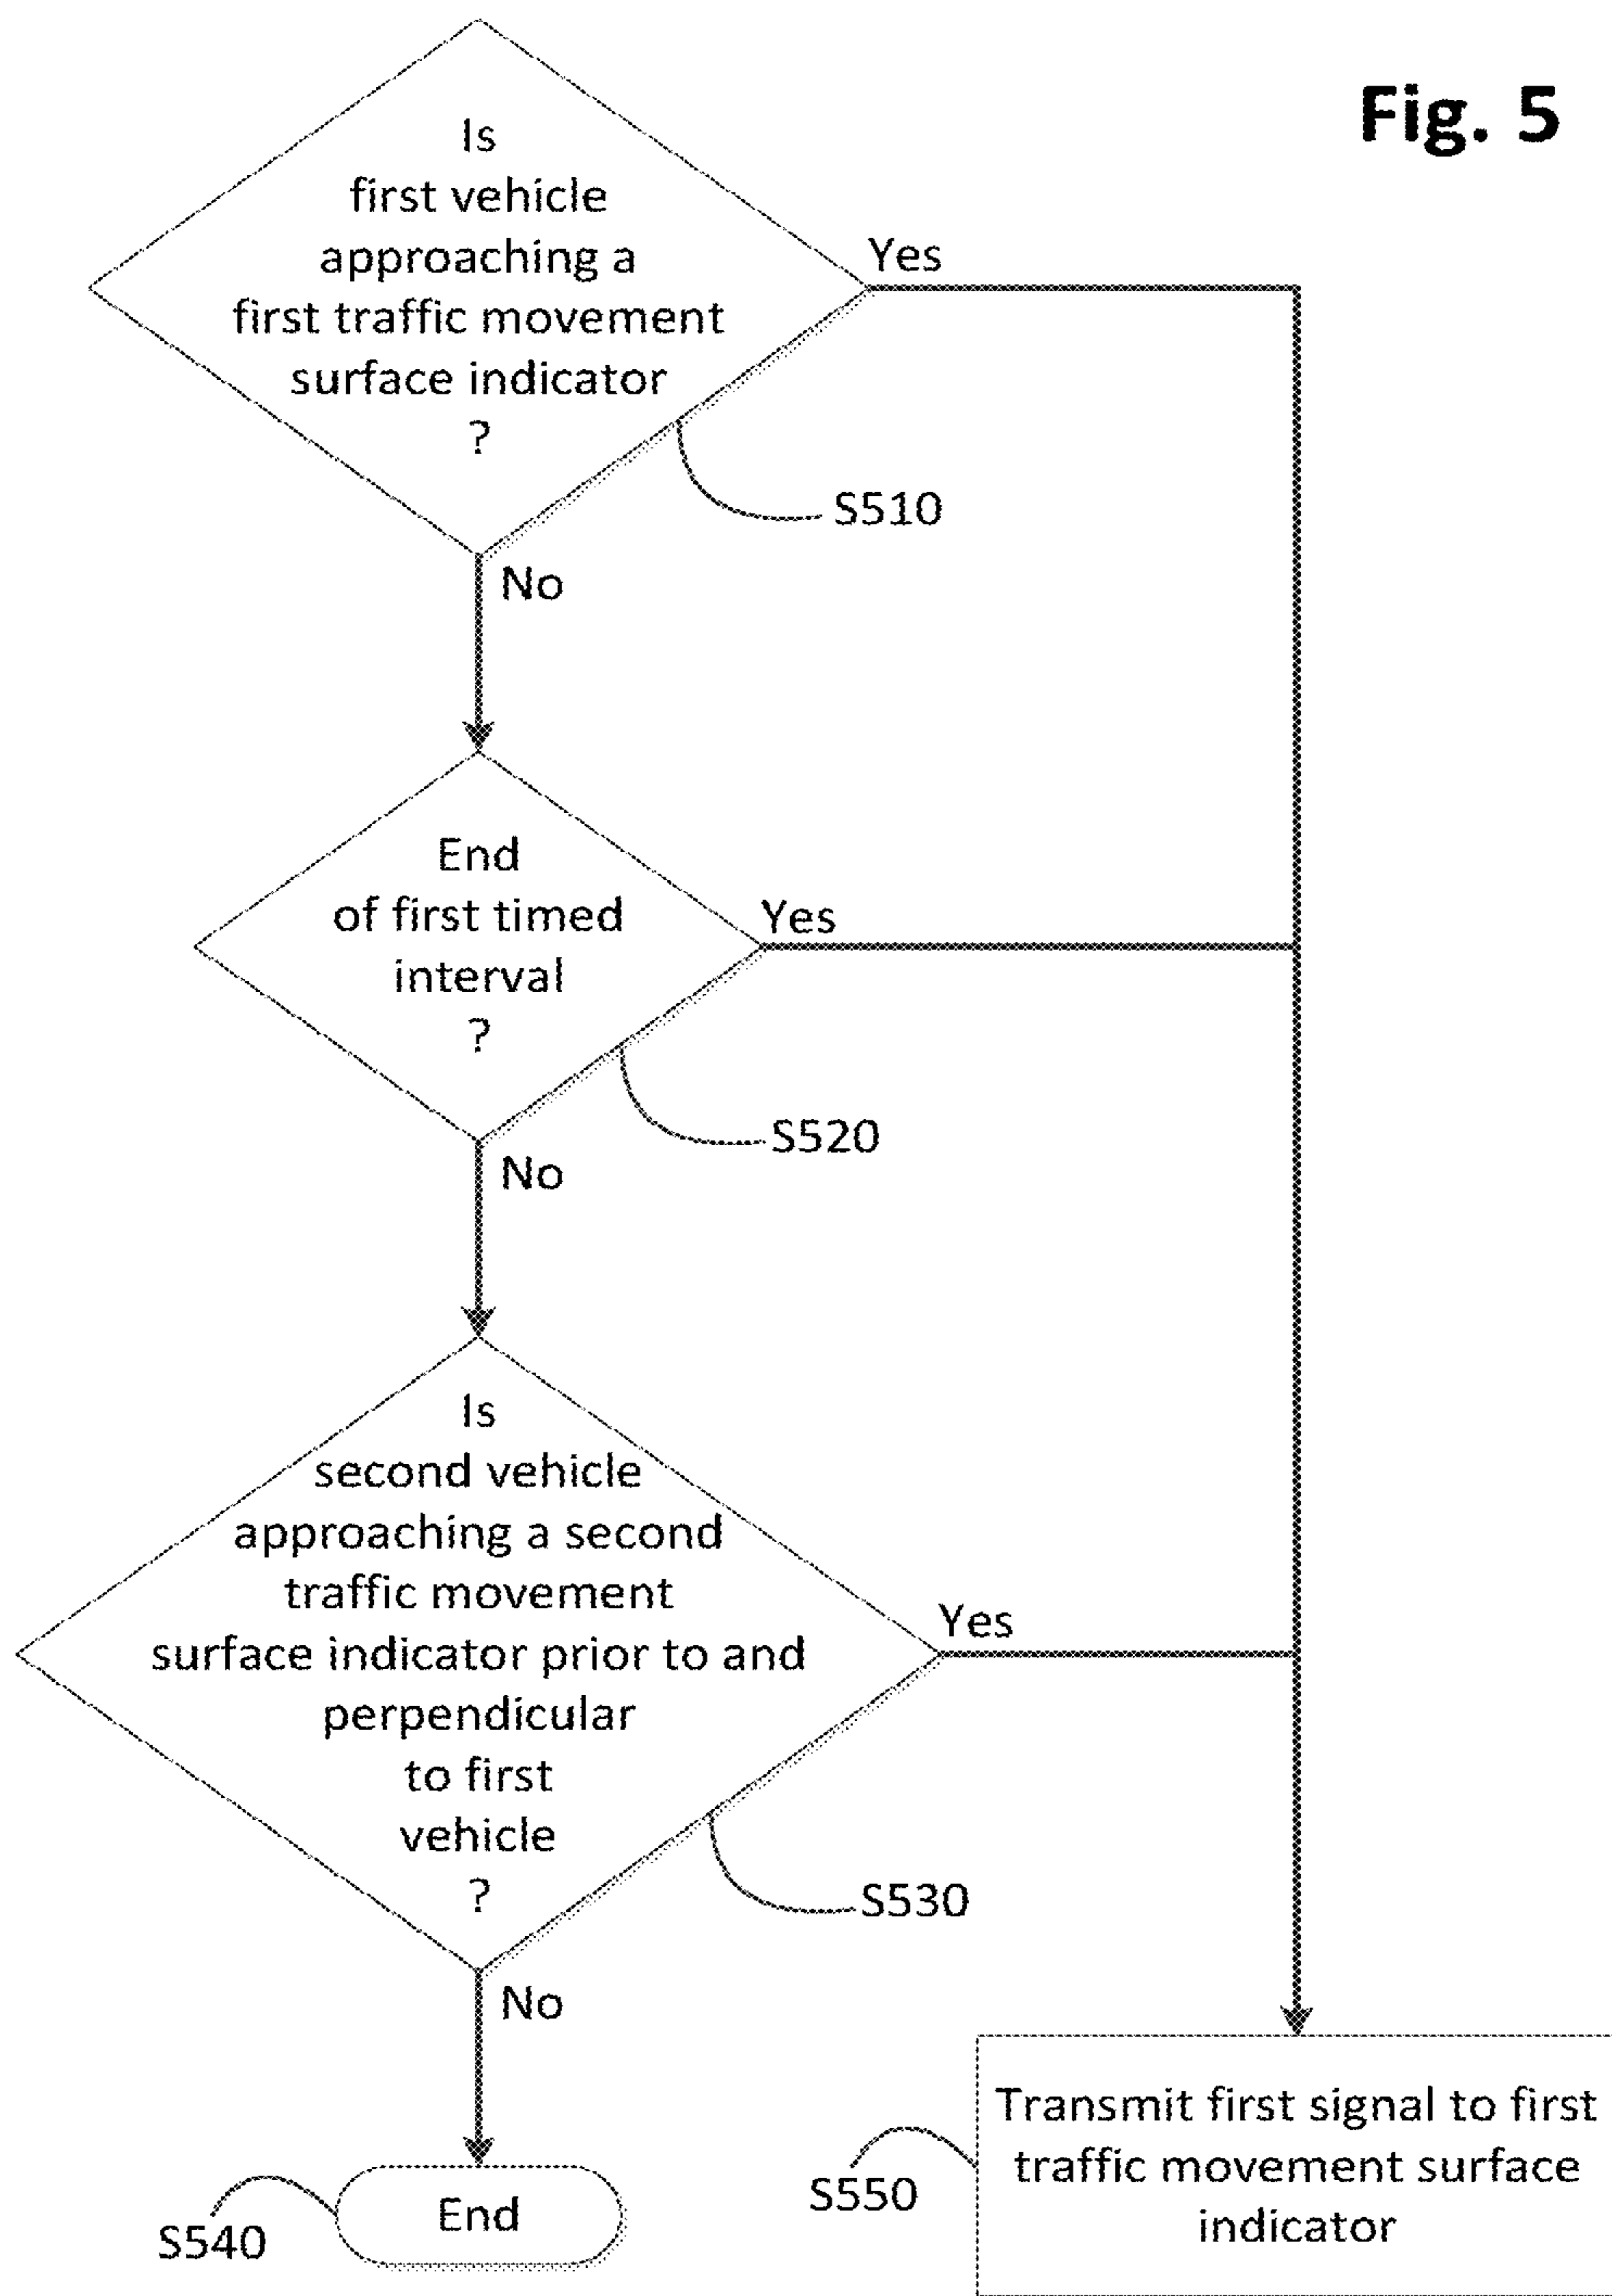 Fig. 5
Is
first vehicle
approaching a
first traffic movement
surface indicator
?
Yes
S510
No
End
of first timed
interval
?
Yes
S520
No
Is
second vehicle
approaching a second
traffic movement
surface indicator prior to and
perpendicular
to first
vehicle
?
Yes
S530
No
End
S540
Transmit first signal to first
traffic movement surface
indicator
S550